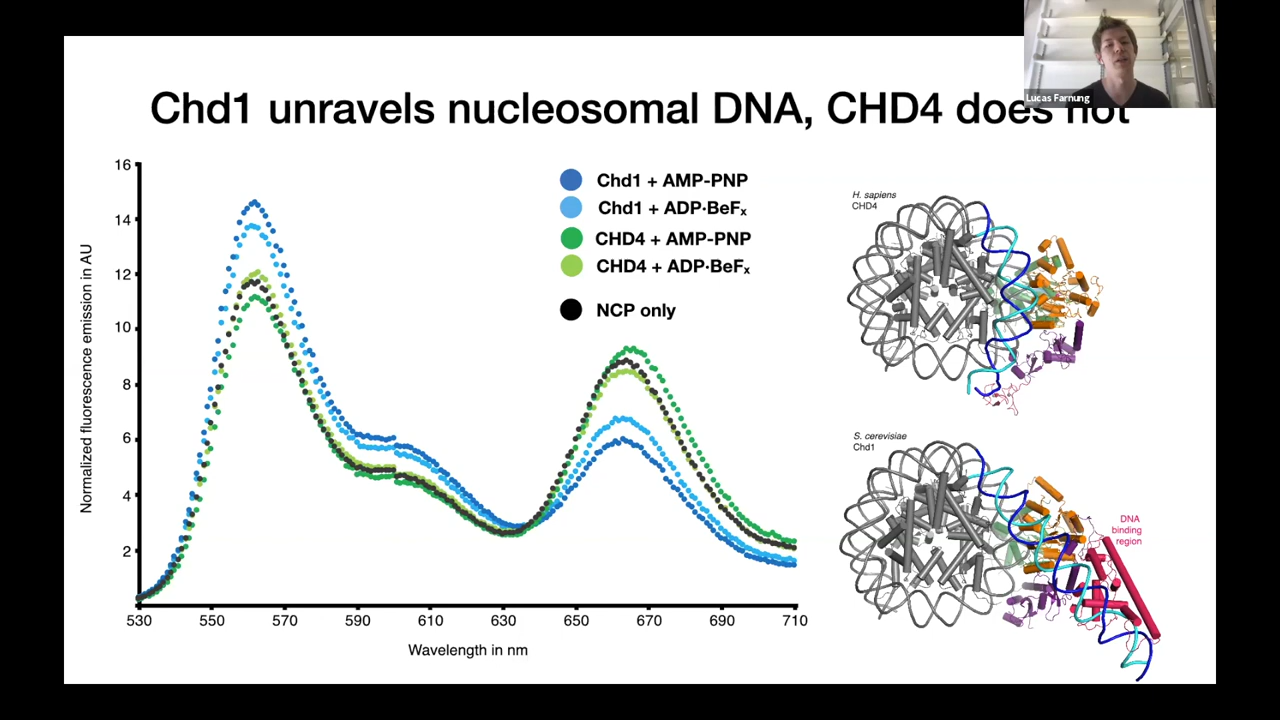 Lucas Farnung
Chd1 unravels nucleosomal DNA, CHD4 does not
16
14
12
10
8
6
4
2
Normalized fluorescence emission in AU
530 550 570 590 610 630 650 670 690 710
Wavelength in nm
Chd1 + AMP-PNP
Chd1 + ADP·BeFₓ
CHD4 + AMP-PNP
CHD4 + ADP·BeFₓ
NCP only
H. sapiens
CHD4
S. cerevisiae
Chd1
DNA
binding
region